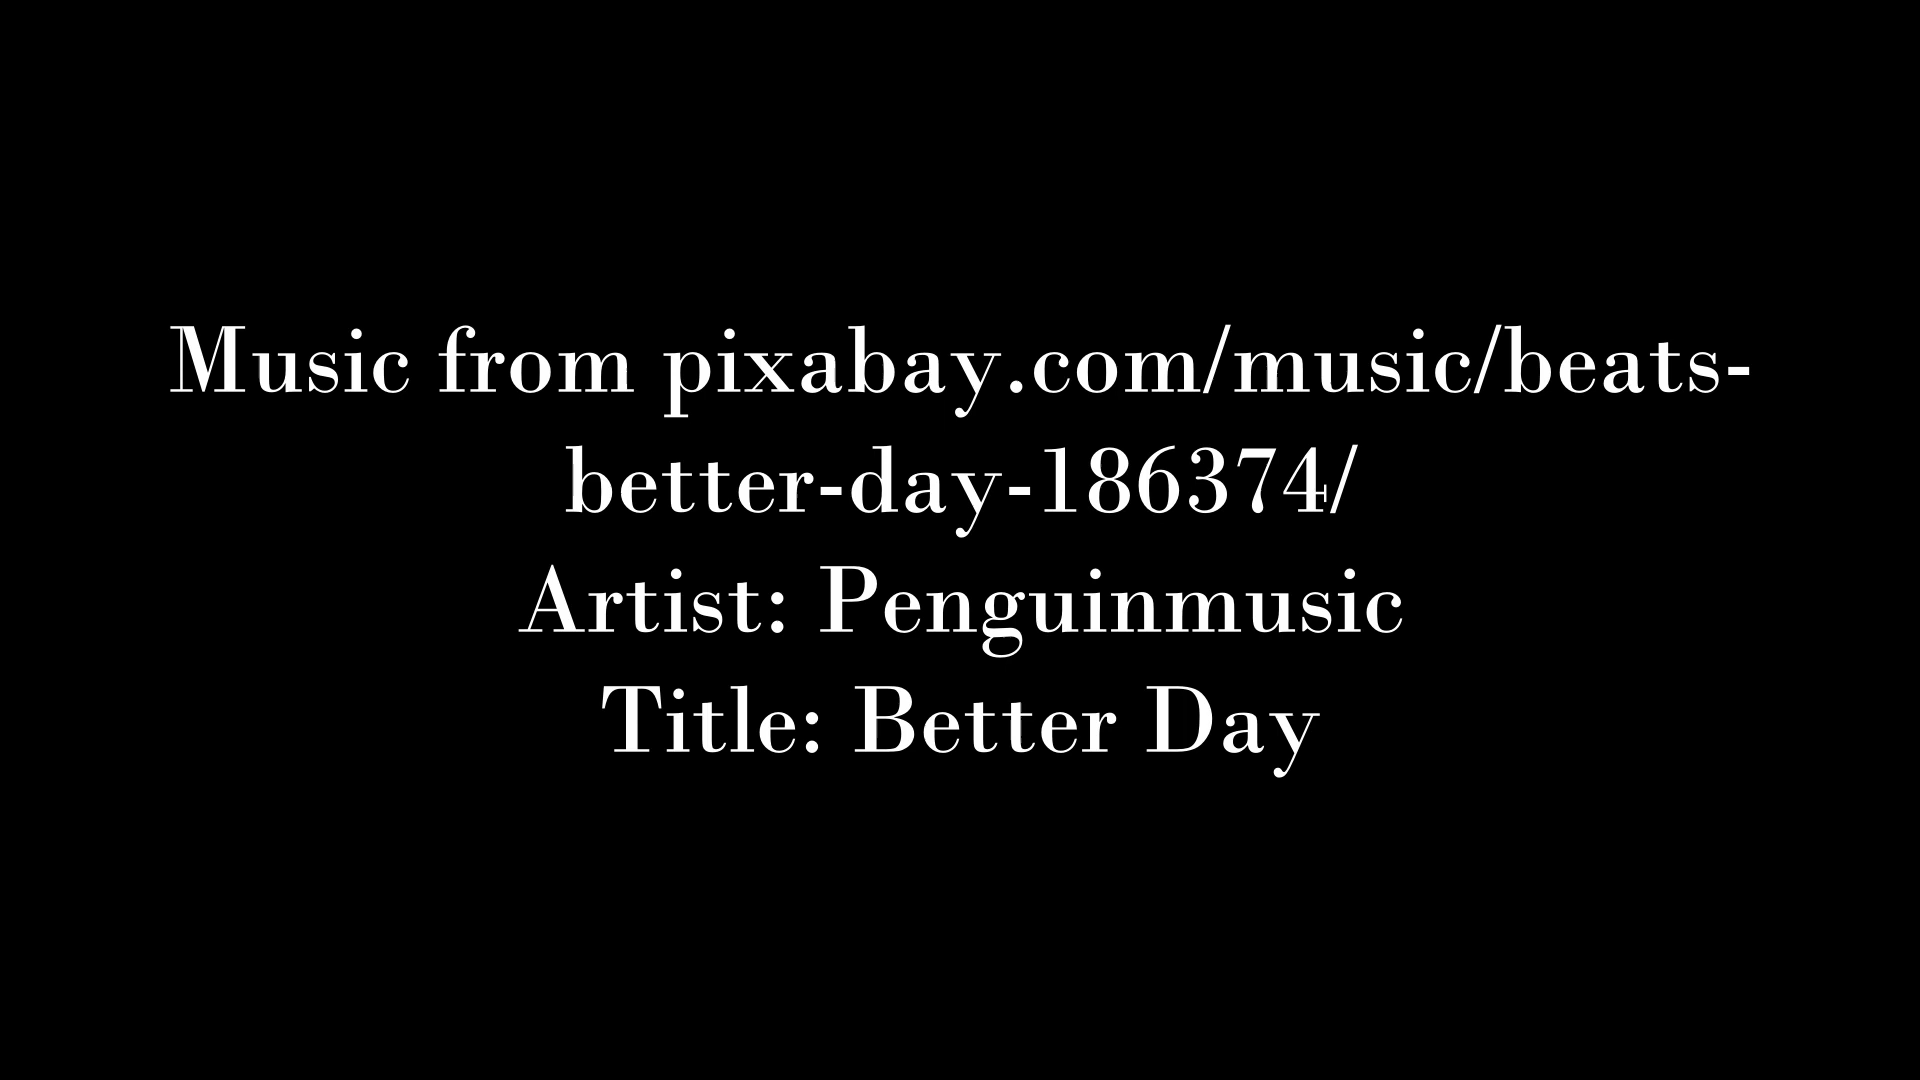 Music from pixabay.com/music/beats-
better-day-186374/
Artist: Penguinmusic
Title: Better Day